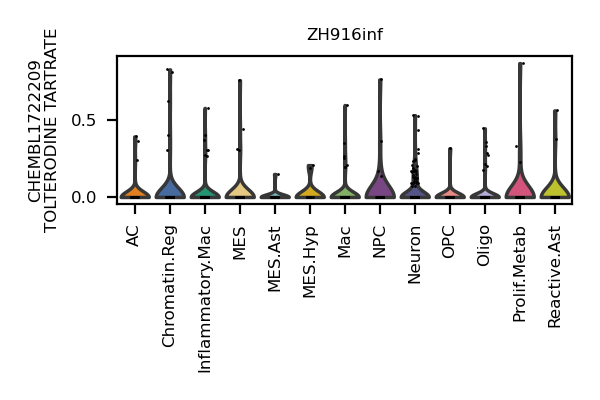 ZH916inf
CHEMBL1722209
TOLTERODINE TARTRATE
0.5
0.0
AC
Chromatin.Reg
Inflammatory.Mac
MES
MES.Ast
MES.Hyp
Mac
NPC
Neuron
OPC
Oligo
Prolif.Metab
Reactive.Ast